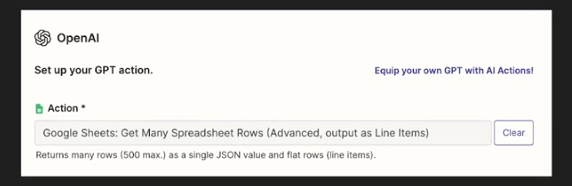 OpenAI
Set up your GPT action.
Equip your own GPT with AI Actions!
Action *
Google Sheets: Get Many Spreadsheet Rows (Advanced, output as Line Items)
Clear
Returns many rows (500 max.) as a single JSON value and flat rows (line items).